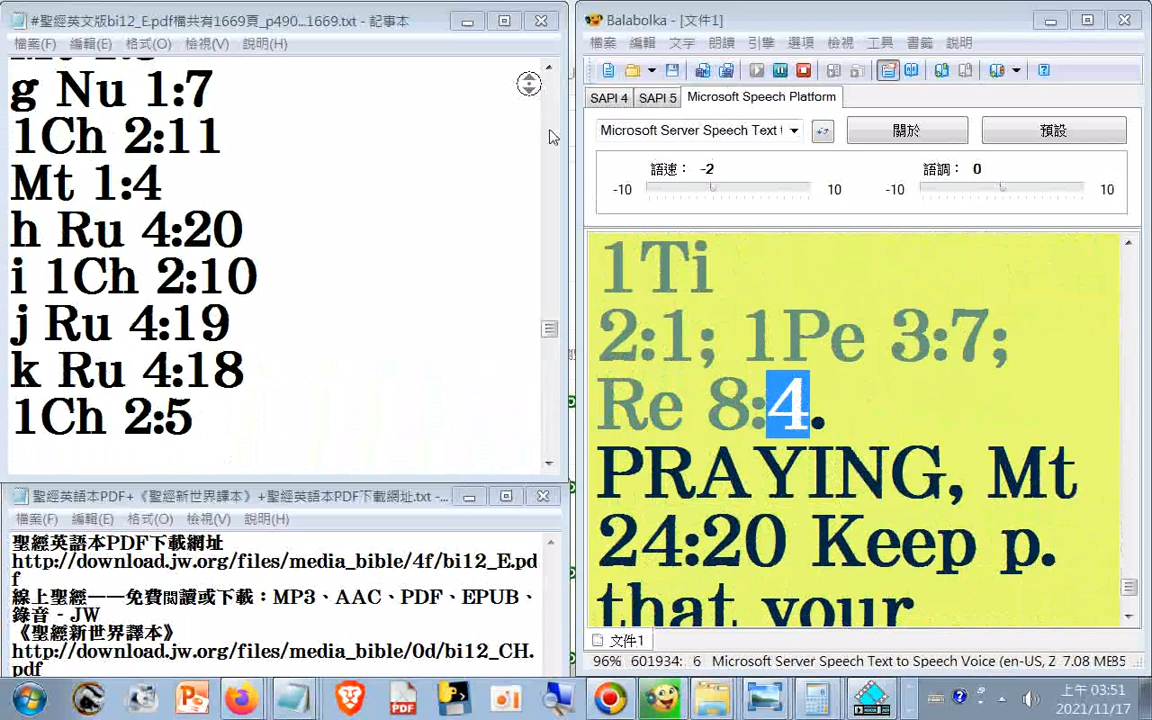 #聖經英文版bi12_E.pdf檔共有1669頁_p490...1669.txt - 記事本
檔案(F) 編輯(E) 格式(O) 檢視(V) 說明(H)
g Nu 1:7
1Ch 2:11
Mt 1:4
h Ru 4:20
i 1Ch 2:10
j Ru 4:19
k Ru 4:18
1Ch 2:5
聖經英語本PDF+《聖經新世界譯本》+聖經英語本PDF下載網址.txt -...
檔案(F) 編輯(E) 格式(O) 檢視(V) 說明(H)
聖經英語本PDF下載網址
http://download.jw.org/files/media_bible/4f/bi12_E.pd
f
線上聖經——免費閱讀或下載：MP3、AAC、PDF、EPUB、
錄音 - JW
《聖經新世界譯本》
http://download.jw.org/files/media_bible/0d/bi12_CH.
pdf
Balabolka - [文件1]
檔案 編輯 文字 朗讀 引擎 選項 檢視 工具 書籤 說明
SAPI 4 SAPI 5 Microsoft Speech Platform
Microsoft Server Speech Text 關於 預設
語速： -2 語調： 0
-10 10 -10 10
1Ti
2:1; 1Pe 3:7;
Re 8:4.
PRAYING, Mt
24:20 Keep p.
that your
文件1
96% 601934: 6 Microsoft Server Speech Text to Speech Voice (en-US, Z 7.08 MB
上午 03:51
2021/11/17